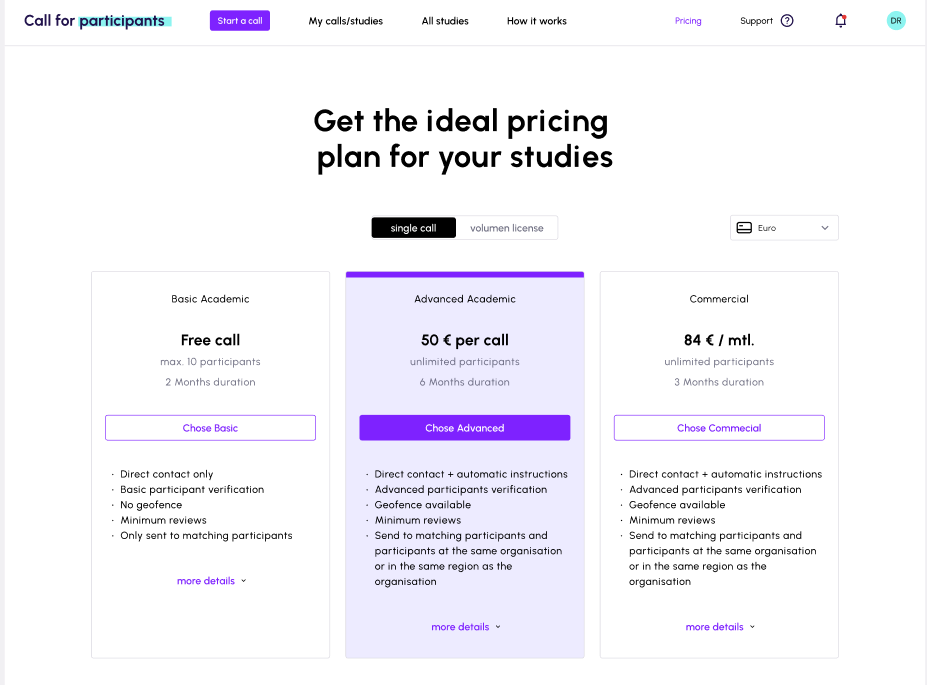 Call for participants
Start a call
My calls/studies
All studies
How it works
Pricing
Support
DR
Get the ideal pricing
plan for your studies
single call
volumen license
Euro
Basic Academic
Free call
max. 10 participants
2 Months duration
Chose Basic
· Direct contact only
· Basic participant verification
· No geofence
· Minimum reviews
· Only sent to matching participants
more details
Advanced Academic
50 € per call
unlimited participants
6 Months duration
Chose Advanced
· Direct contact + automatic instructions
· Advanced participants verification
· Geofence available
· Minimum reviews
· Send to matching participants and
participants at the same organisation
or in the same region as the
organisation
more details
Commercial
84 € / mtl.
unlimited participants
3 Months duration
Chose Commecial
· Direct contact + automatic instructions
· Advanced participants verification
· Geofence available
· Minimum reviews
· Send to matching participants and
participants at the same organisation
or in the same region as the
organisation
more details